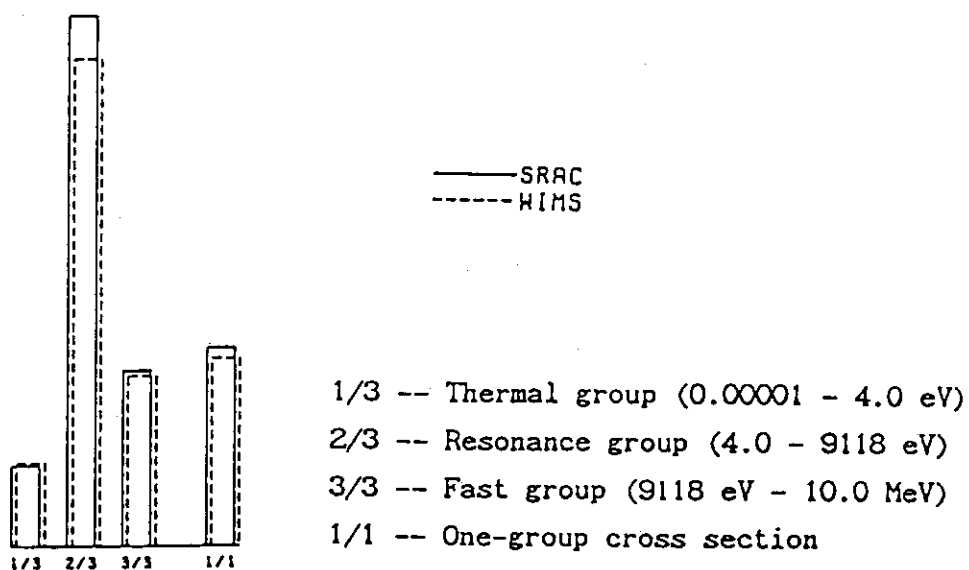 SRAC
WIMS
1/3 -- Thermal group (0.00001 - 4.0 eV)
2/3 -- Resonance group (4.0 - 9118 eV)
3/3 -- Fast group (9118 eV - 10.0 MeV)
1/1 -- One-group cross section
1/3 2/3 3/3 1/1